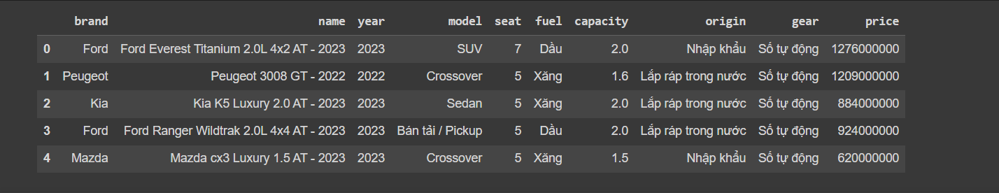 brand name year model seat fuel capacity origin gear price
0 Ford Ford Everest Titanium 2.0L 4x2 AT - 2023 2023 SUV 7 Dầu 2.0 Nhập khẩu Số tự động 1276000000
1 Peugeot Peugeot 3008 GT - 2022 2022 Crossover 5 Xăng 1.6 Lắp ráp trong nước Số tự động 1209000000
2 Kia Kia K5 Luxury 2.0 AT - 2023 2023 Sedan 5 Xăng 2.0 Lắp ráp trong nước Số tự động 884000000
3 Ford Ford Ranger Wildtrak 2.0L 4x4 AT - 2023 2023 Bán tải / Pickup 5 Dầu 2.0 Lắp ráp trong nước Số tự động 924000000
4 Mazda Mazda cx3 Luxury 1.5 AT - 2023 2023 Crossover 5 Xăng 1.5 Nhập khẩu Số tự động 620000000